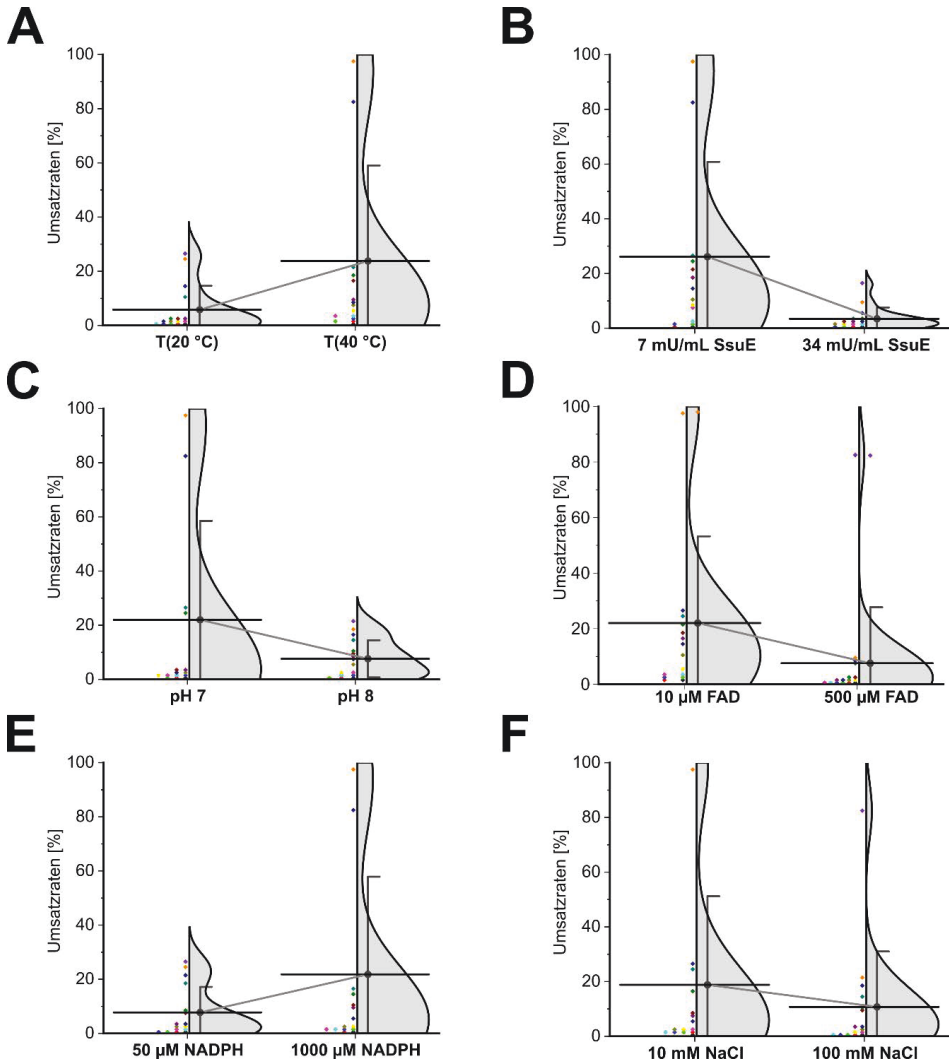 A
B
Umsatzraten [%]
100
80
60
40
20
0
T(20 °C)
T(40 °C)
Umsatzraten [%]
100
80
60
40
20
0
7 mU/mL SsuE
34 mU/mL SsuE
C
D
Umsatzraten [%]
100
80
60
40
20
0
pH 7
pH 8
Umsatzraten [%]
100
80
60
40
20
0
10 µM FAD
500 µM FAD
E
F
Umsatzraten [%]
100
80
60
40
20
0
50 µM NADPH
1000 µM NADPH
Umsatzraten [%]
100
80
60
40
20
0
10 mM NaCl
100 mM NaCl